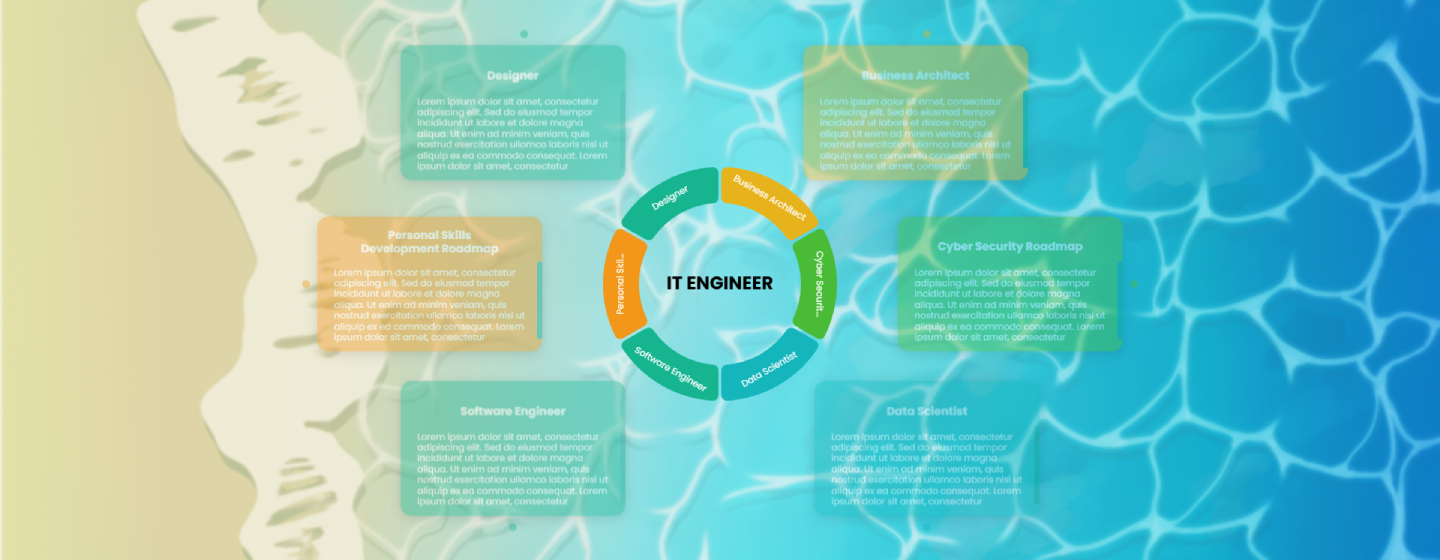 Designer
Lorem ipsum dolor sit amet, consectetur
adipiscing elit. Sed do eiusmod tempor
incididunt ut labore et dolore magna
aliqua. Ut enim ad minim veniam, quis
nostrud exercitation ullamco laboris nisi ut
aliquip ex ea commodo consequat. Lorem
ipsum dolor sit amet, consectetur
Business Architect
Lorem ipsum dolor sit amet, consectetur
adipiscing elit. Sed do eiusmod tempor
incididunt ut labore et dolore magna
aliqua. Ut enim ad minim veniam, quis
nostrud exercitation ullamco laboris nisi ut
aliquip ex ea commodo consequat. Lorem
ipsum dolor sit amet, consectetur
Personal Skills
Development Roadmap
Lorem ipsum dolor sit amet, consectetur
adipiscing elit. Sed do eiusmod tempor
incididunt ut labore et dolore magna
aliqua. Ut enim ad minim veniam, quis
nostrud exercitation ullamco laboris nisi ut
aliquip ex ea commodo consequat. Lorem
ipsum dolor sit amet, consectetur
Designer
Business Architect
Personal Skil...
IT ENGINEER
Cyber Securit...
Software Engineer
Data Scientist
Cyber Security Roadmap
Lorem ipsum dolor sit amet, consectetur
adipiscing elit. Sed do eiusmod tempor
incididunt ut labore et dolore magna
aliqua. Ut enim ad minim veniam, quis
nostrud exercitation ullamco laboris nisi ut
aliquip ex ea commodo consequat. Lorem
ipsum dolor sit amet, consectetur
Software Engineer
Lorem ipsum dolor sit amet, consectetur
adipiscing elit. Sed do eiusmod tempor
incididunt ut labore et dolore magna
aliqua. Ut enim ad minim veniam, quis
nostrud exercitation ullamco laboris nisi ut
aliquip ex ea commodo consequat. Lorem
ipsum dolor sit amet, consectetur
Data Scientist
Lorem ipsum dolor sit amet, consectetur
adipiscing elit. Sed do eiusmod tempor
incididunt ut labore et dolore magna
aliqua. Ut enim ad minim veniam, quis
nostrud exercitation ullamco laboris nisi ut
aliquip ex ea commodo consequat. Lorem
ipsum dolor sit amet, consectetur